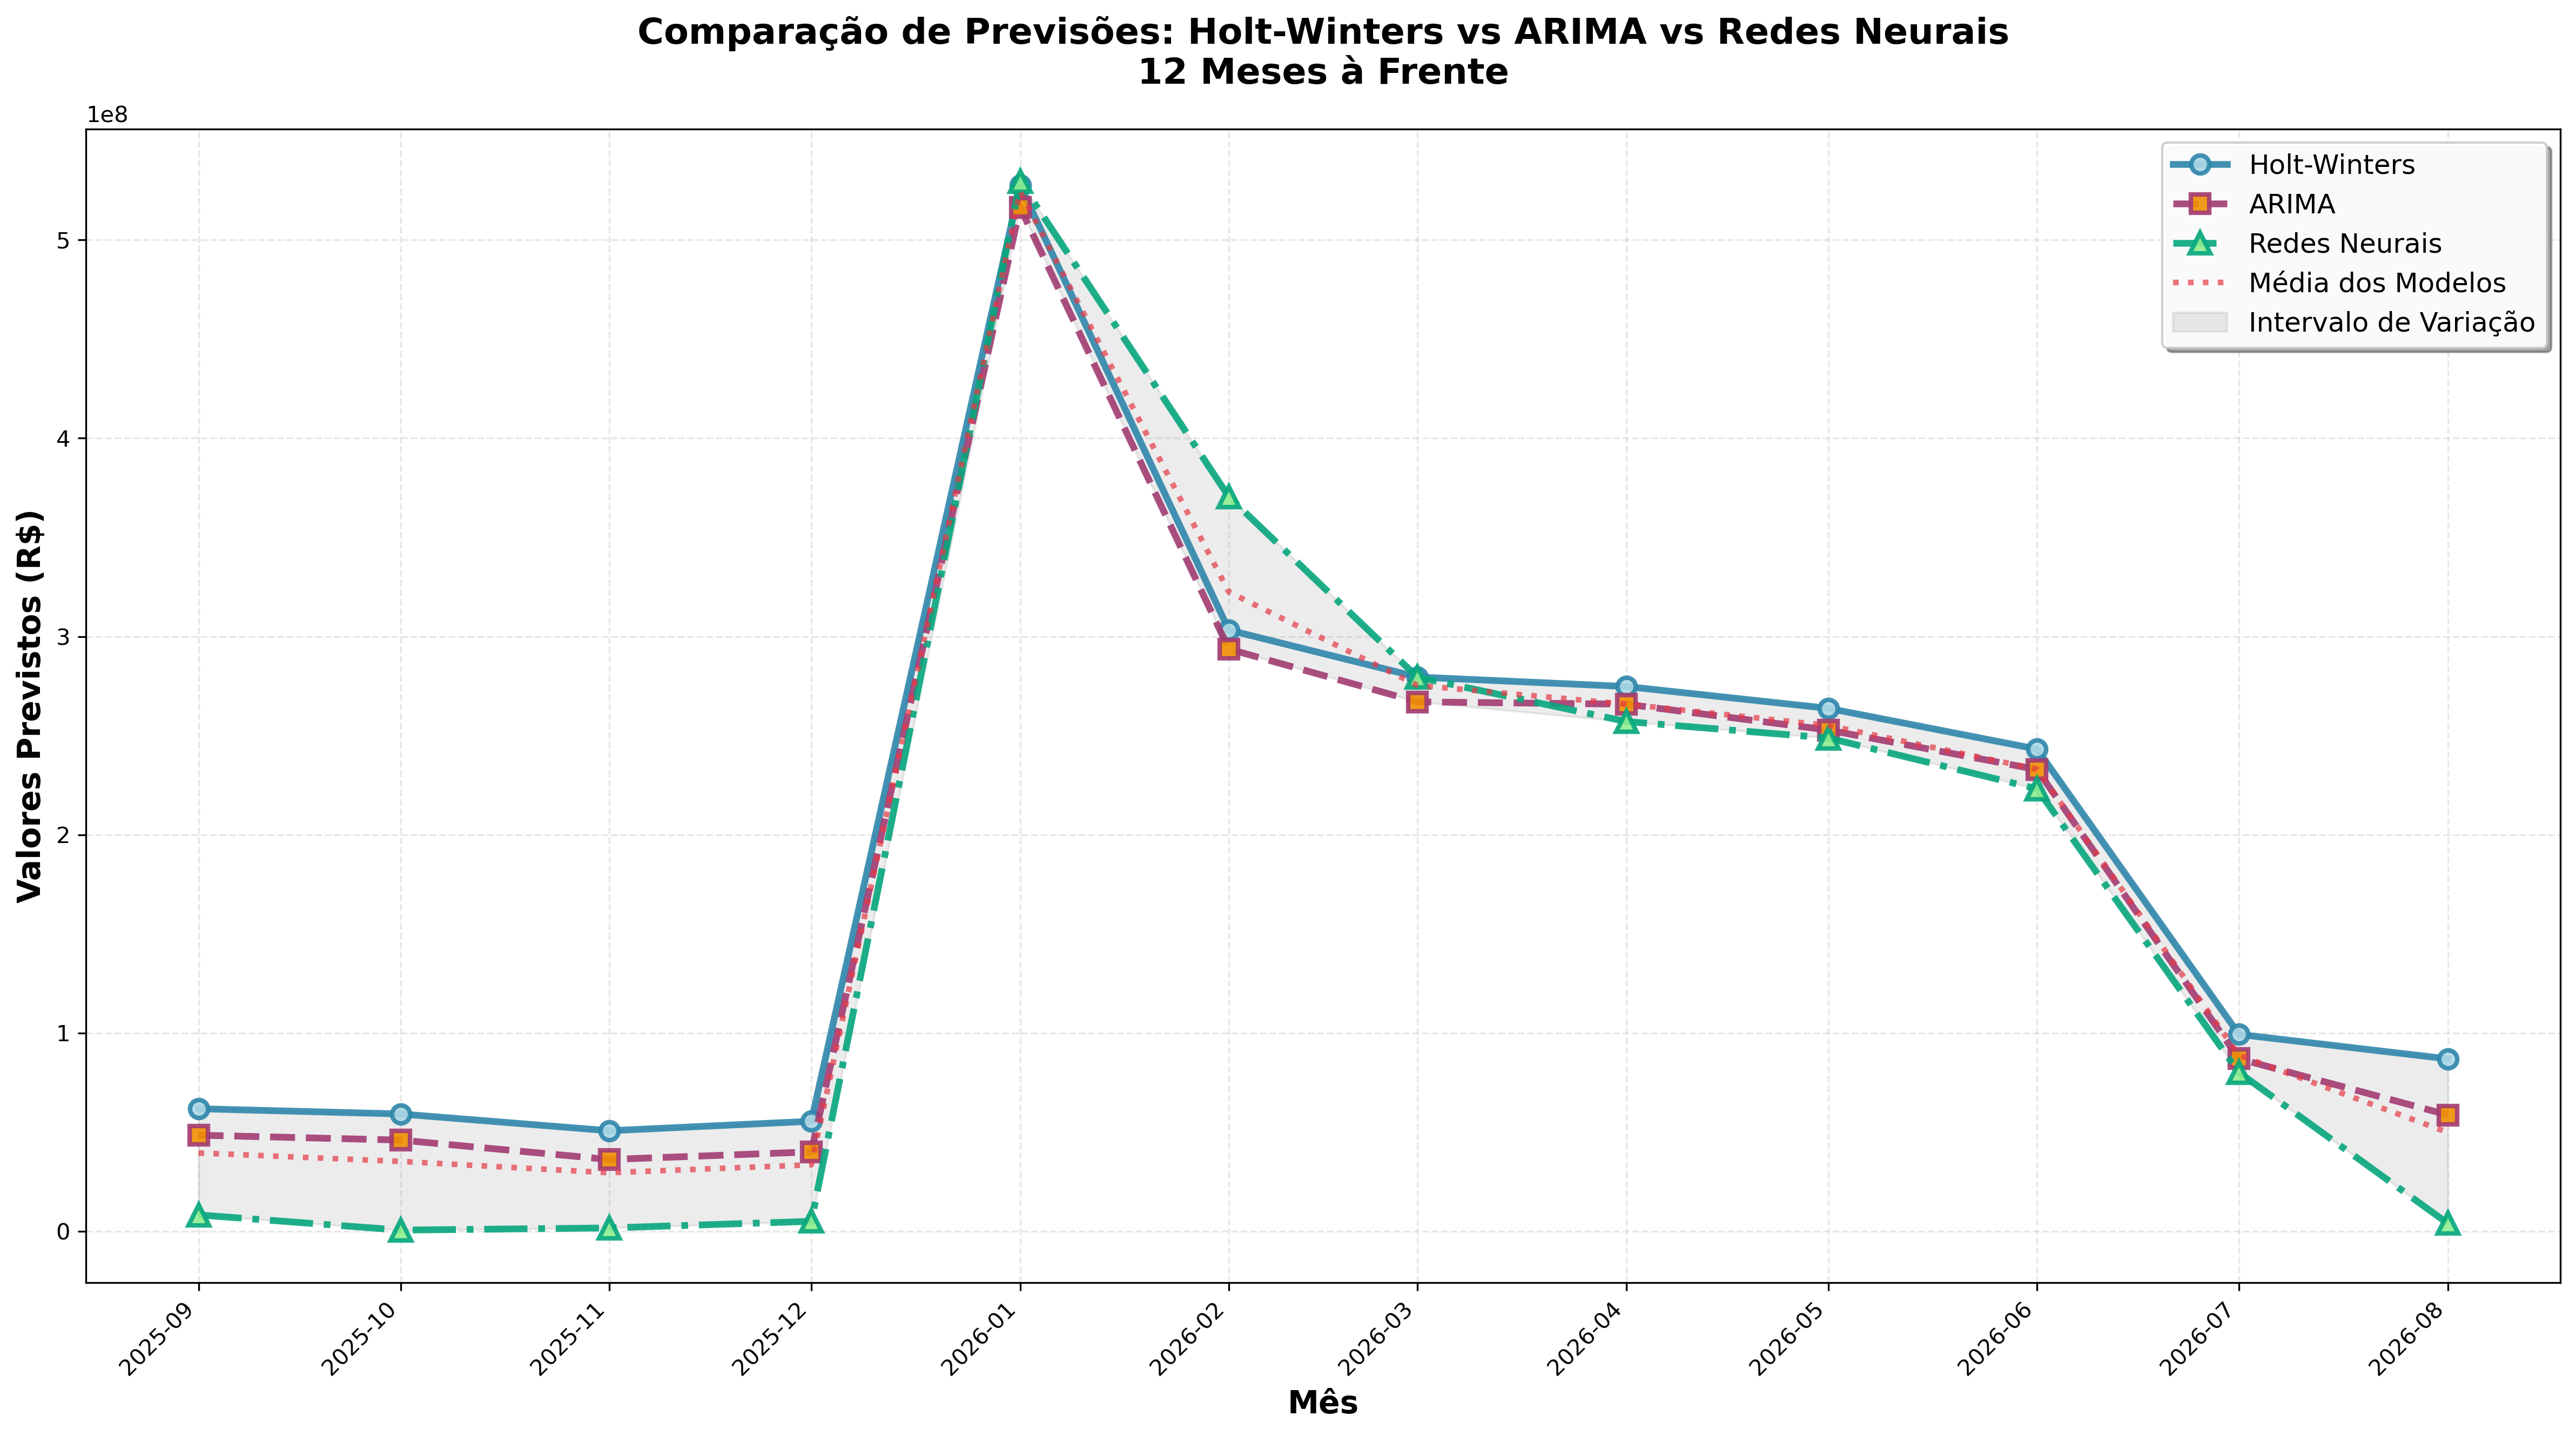 Comparação de Previsões: Holt-Winters vs ARIMA vs Redes Neurais
12 Meses à Frente
1e8
Holt-Winters
ARIMA
Redes Neurais
Média dos Modelos
Intervalo de Variação
Valores Previstos (R$)
5
4
3
2
1
0
2025-09
2025-10
2025-11
2025-12
2026-01
2026-02
2026-03
2026-04
2026-05
2026-06
2026-07
2026-08
Mês